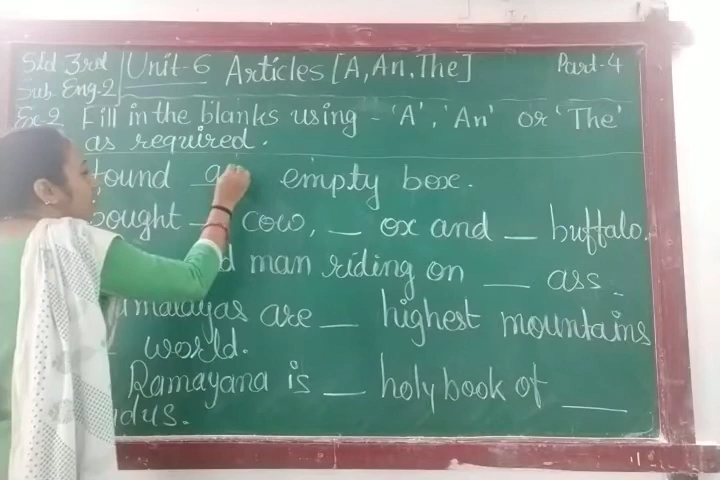 Std 3rd Unit-6 Articles [A, An, The] Part-4
Sub. Eng-2
Ex-2 Fill in the blanks using - 'A', 'An' or 'The'
as required.
found an empty box.
bought __ cow, __ ox and __ buffalo.
man riding on __ ass.
are __ highest mountains
world.
Ramayana is __ holy book of __